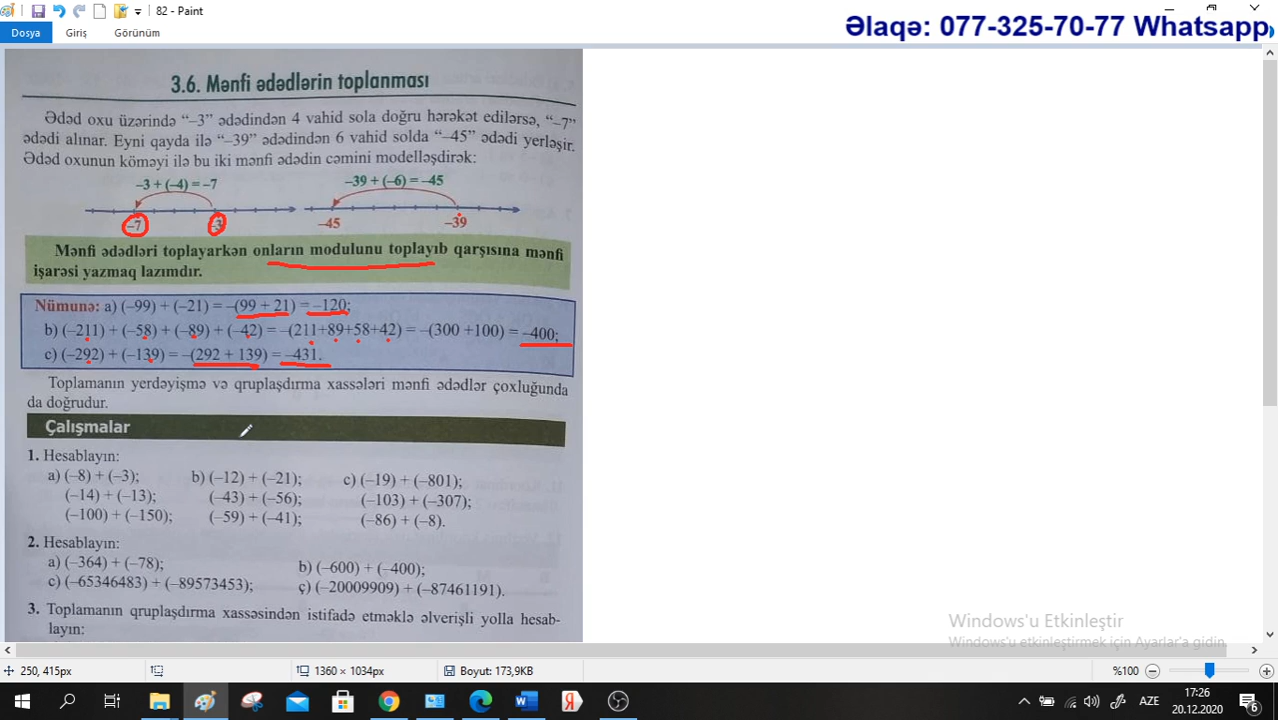 82 - Paint
Əlaqə: 077-325-70-77 Whatsapp
Dosya Giriş Görünüm
3.6. Mənfi ədədlərin toplanması
Ədəd oxu üzərində “–3” ədədindən 4 vahid sola doğru hərəkət edilərsə, “–7”
ədədi alınar. Eyni qayda ilə “–39” ədədindən 6 vahid solda “–45” ədədi yerləşir.
Ədəd oxunun köməyi ilə bu iki mənfi ədədin cəmini modelləşdirək:
–3 + (–4) = –7 –39 + (–6) = –45
–7 –3 –45 –39
Mənfi ədədləri toplayarkən onların modulunu toplayıb qarşısına mənfi
işarəsi yazmaq lazımdır.
Nümunə: a) (–99) + (–21) = –(99 + 21) = –120;
b) (–211) + (–58) + (–89) + (–42) = –(211+89+58+42) = –(300 +100) = –400;
c) (–292) + (–139) = –(292 + 139) = –431.
Toplamanın yerdəyişmə və qruplaşdırma xassələri mənfi ədədlər çoxluğunda
da doğrudur.
Çalışmalar
1. Hesablayın:
a) (–8) + (–3); b) (–12) + (–21); c) (–19) + (–801);
(–14) + (–13); (–43) + (–56); (–103) + (–307);
(–100) + (–150); (–59) + (–41); (–86) + (–8).
2. Hesablayın:
a) (–364) + (–78); b) (–600) + (–400);
c) (–65346483) + (–89573453); ç) (–20009909) + (–87461191).
3. Toplamanın qruplaşdırma xassəsindən istifadə etməklə əlverişli yolla hesab-
layın:
Windows'u Etkinleştir
Windows'u etkinleştirmek için Ayarlar'a gidin.
250, 415px 1360 × 1034px Boyut: 173,9KB %100
AZE 17:26
20.12.2020 6